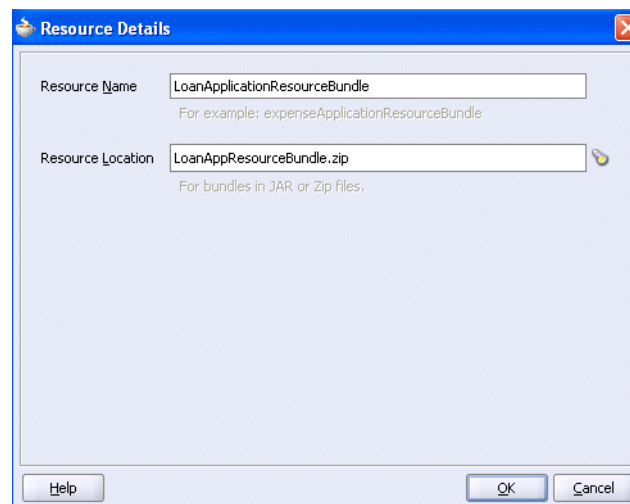 Resource Details
Resource Name
LoanApplicationResourceBundle
For example: expenseApplicationResourceBundle
Resource Location
LoanAppResourceBundle.zip
For bundles in JAR or Zip files.
Help
OK
Cancel